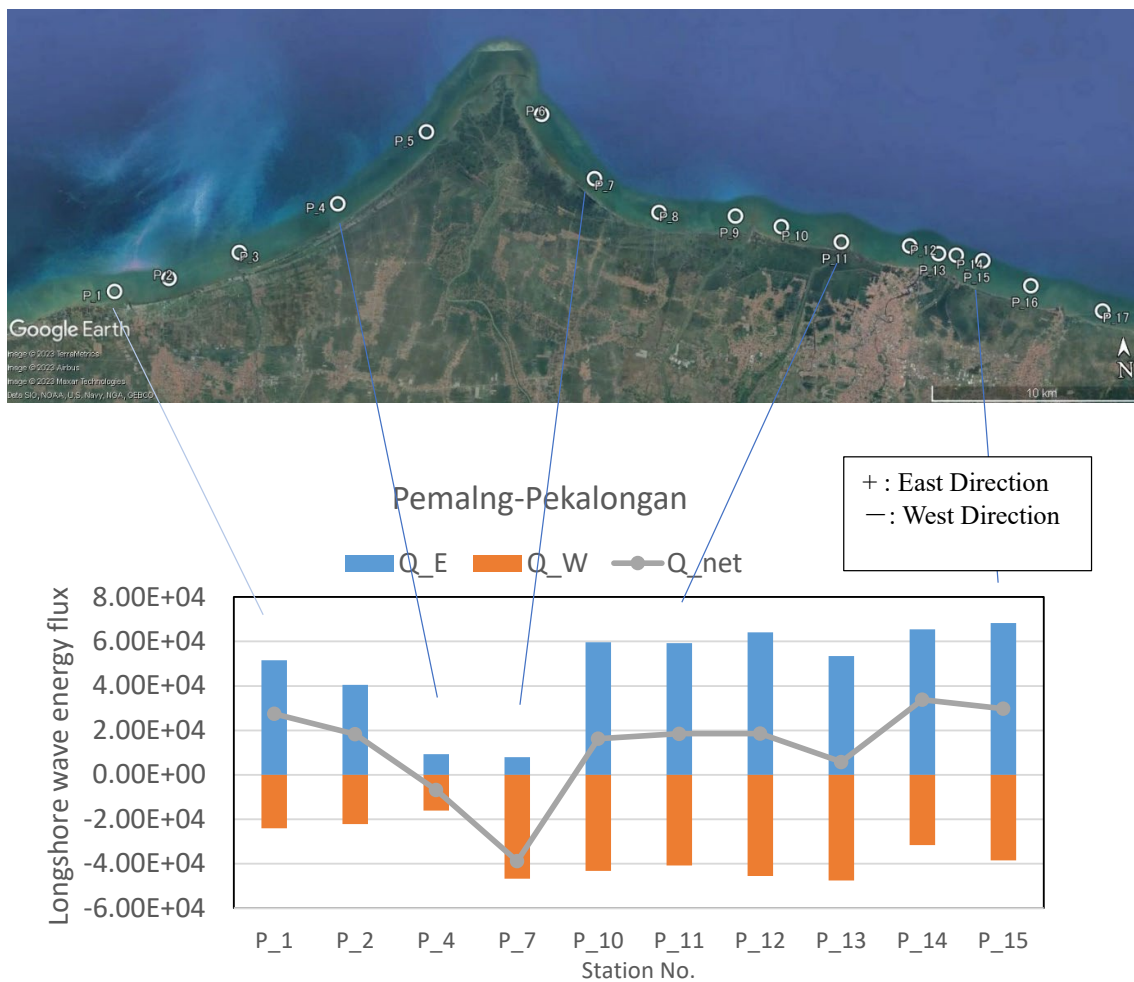 P_6
P_5
P_7
P_4
P_8
P_9
P_10
P_11
P_12
P_3
P_13
P_14
P_2
P_15
P_1
P_16
P_17
Google Earth
Image © 2023 TerraMetrics
Image © 2023 Airbus
Image © 2023 Maxar Technologies
Data SIO, NOAA, U.S. Navy, NGA, GEBCO
N
10 km
+ : East Direction
－: West Direction
Pemalng-Pekalongan
Q_E Q_W Q_net
Longshore wave energy flux
8.00E+04
6.00E+04
4.00E+04
2.00E+04
0.00E+00
-2.00E+04
-4.00E+04
-6.00E+04
P_1 P_2 P_4 P_7 P_10 P_11 P_12 P_13 P_14 P_15
Station No.